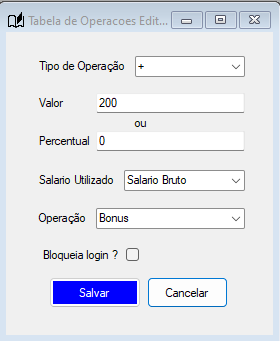 Tabela de Operacoes Edit...
Tipo de Operação +
Valor 200
ou
Percentual 0
Salario Utilizado Salario Bruto
Operação Bonus
Bloqueia login ?
Salvar Cancelar